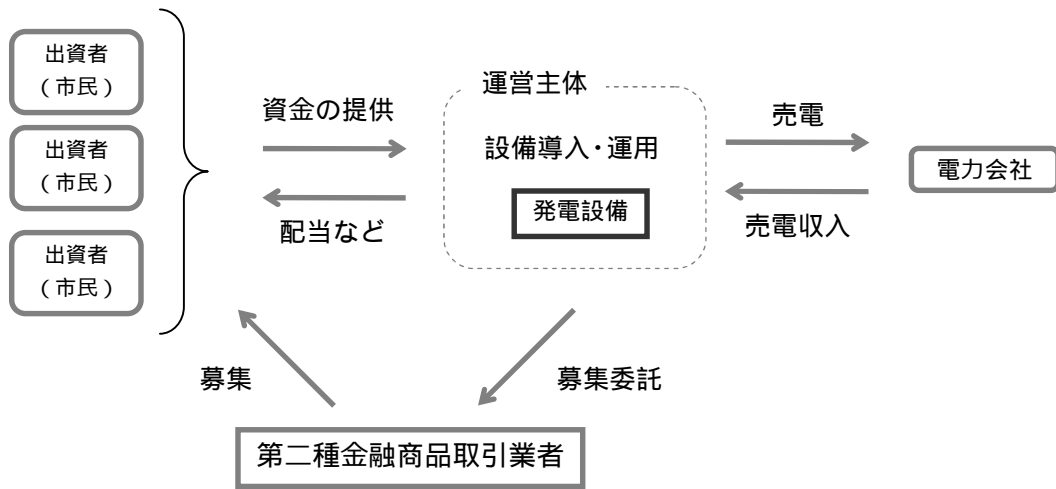 出資者
(市民)
出資者
(市民)
出資者
(市民)
資金の提供
配当など
運営主体
設備導入・運用
発電設備
売電
売電収入
電力会社
募集
募集委託
第二種金融商品取引業者